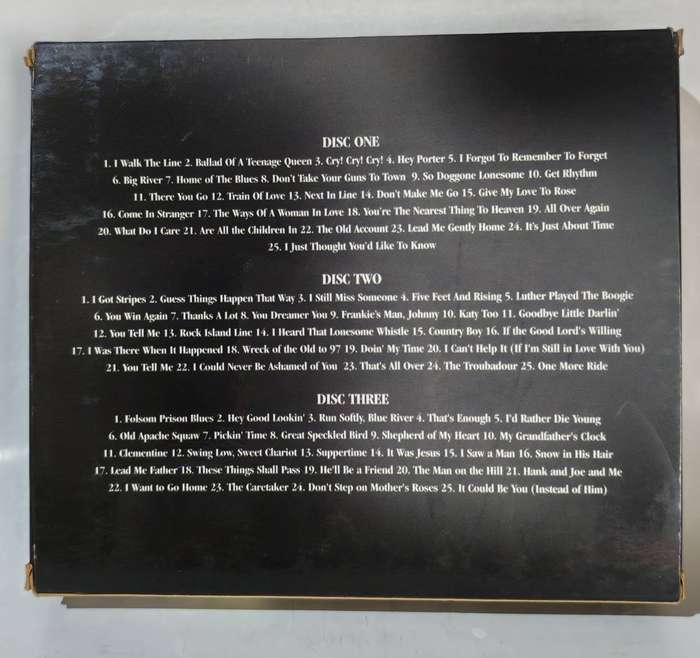 DISC ONE
1. I Walk The Line 2. Ballad Of A Teenage Queen 3. Cry! Cry! Cry! 4. Hey Porter 5. I Forgot To Remember To Forget
6. Big River 7. Home of The Blues 8. Don't Take Your Guns To Town 9. So Doggone Lonesome 10. Get Rhythm
11. There You Go 12. Train Of Love 13. Next In Line 14. Don't Make Me Go 15. Give My Love To Rose
16. Come In Stranger 17. The Ways Of A Woman In Love 18. You're The Nearest Thing To Heaven 19. All Over Again
20. What Do I Care 21. Are All the Children In 22. The Old Account 23. Lead Me Gently Home 24. It's Just About Time
25. I Just Thought You'd Like To Know
DISC TWO
1. I Got Stripes 2. Guess Things Happen That Way 3. I Still Miss Someone 4. Five Feet And Rising 5. Luther Played The Boogie
6. You Win Again 7. Thanks A Lot 8. You Dreamer You 9. Frankie's Man, Johnny 10. Katy Too 11. Goodbye Little Darlin'
12. You Tell Me 13. Rock Island Line 14. I Heard That Lonesome Whistle 15. Country Boy 16. If the Good Lord's Willing
17. I Was There When It Happened 18. Wreck of the Old to 97 19. Doin' My Time 20. I Can't Help It (If I'm Still in Love With You)
21. You Tell Me 22. I Could Never Be Ashamed of You 23. That's All Over 24. The Troubadour 25. One More Ride
DISC THREE
1. Folsom Prison Blues 2. Hey Good Lookin' 3. Run Softly, Blue River 4. That's Enough 5. I'd Rather Die Young
6. Old Apache Squaw 7. Pickin' Time 8. Great Speckled Bird 9. Shepherd of My Heart 10. My Grandfather's Clock
11. Clementine 12. Swing Low, Sweet Chariot 13. Suppertime 14. It Was Jesus 15. I Saw a Man 16. Snow in His Hair
17. Lead Me Father 18. These Things Shall Pass 19. He'll Be a Friend 20. The Man on the Hill 21. Hank and Joe and Me
22. I Want to Go Home 23. The Caretaker 24. Don't Step on Mother's Roses 25. It Could Be You (Instead of Him)